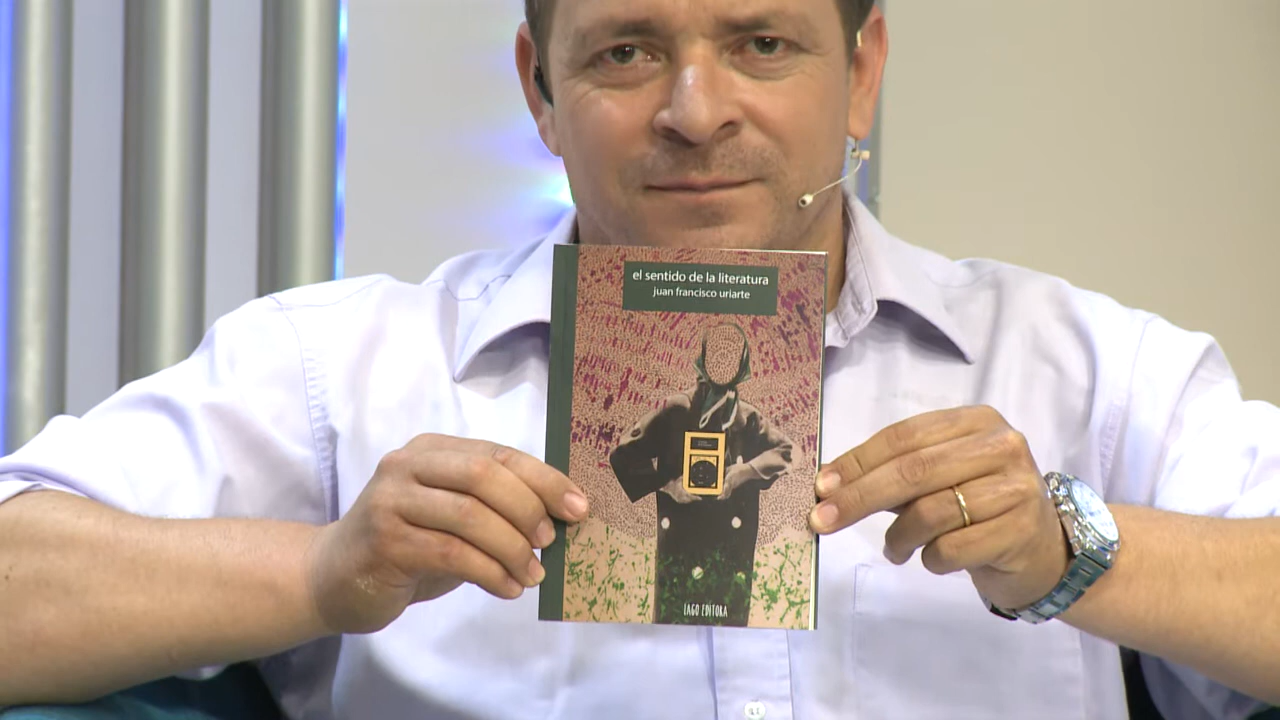 el sentido de la literatura
juan francisco uriarte
LAGO EDITORA